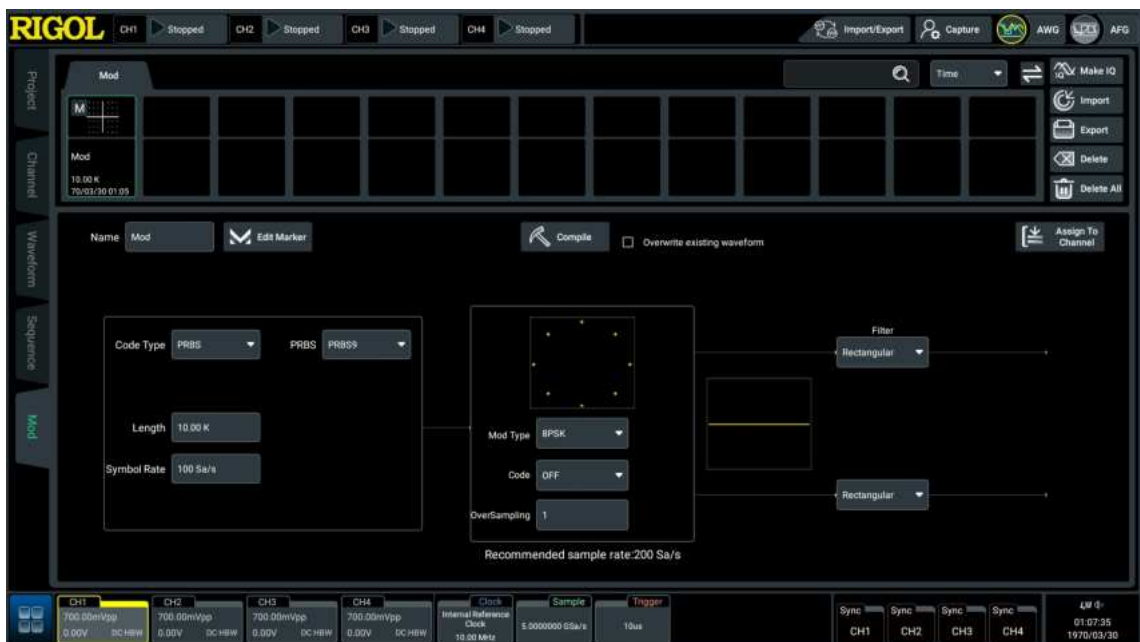 RIGOL CH1 Stopped CH2 Stopped CH3 Stopped CH4 Stopped Import/Export Capture AWG AFG
Project
Channel
Waveform
Sequence
Mod
Mod Time Make IQ
M
Import
Export
Mod
Delete
10.00 K
70/03/30 01:05
Delete All
Name Mod Edit Marker Compile Overwrite existing waveform Assign To
Channel
Code Type PRBS PRBS PRBS9
Filter
Rectangular
Length 10.00 K
Mod Type 8PSK
Symbol Rate 100 Sa/s
Code OFF
Rectangular
OverSampling 1
Recommended sample rate:200 Sa/s
CH1 CH2 CH3 CH4 Clock Sample Trigger
700.00mVpp 700.00mVpp 700.00mVpp 700.00mVpp Internal Reference
Clock 5.0000000 GSa/s 10us
0.00V DC HBW 0.00V DC HBW 0.00V DC HBW 0.00V DC HBW 10.00 MHz
Sync Sync Sync Sync
CH1 CH2 CH3 CH4
01:07:35
1970/03/30